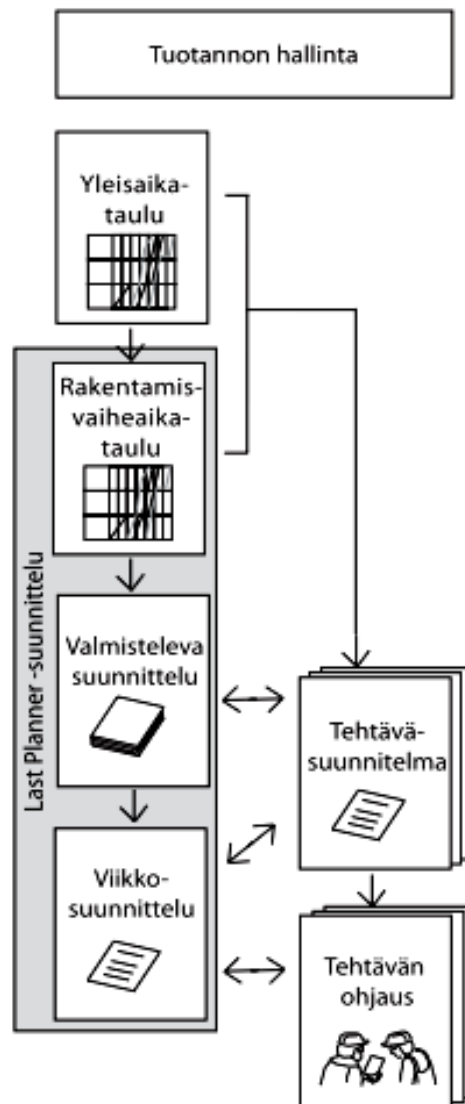 Tuotannon hallinta
Yleisaika-
taulu
Rakentamis-
vaiheaika-
taulu
Last Planner -suunnittelu
Valmisteleva
suunnittelu
Tehtävä-
suunnitelma
Viikko-
suunnittelu
Tehtävän
ohjaus